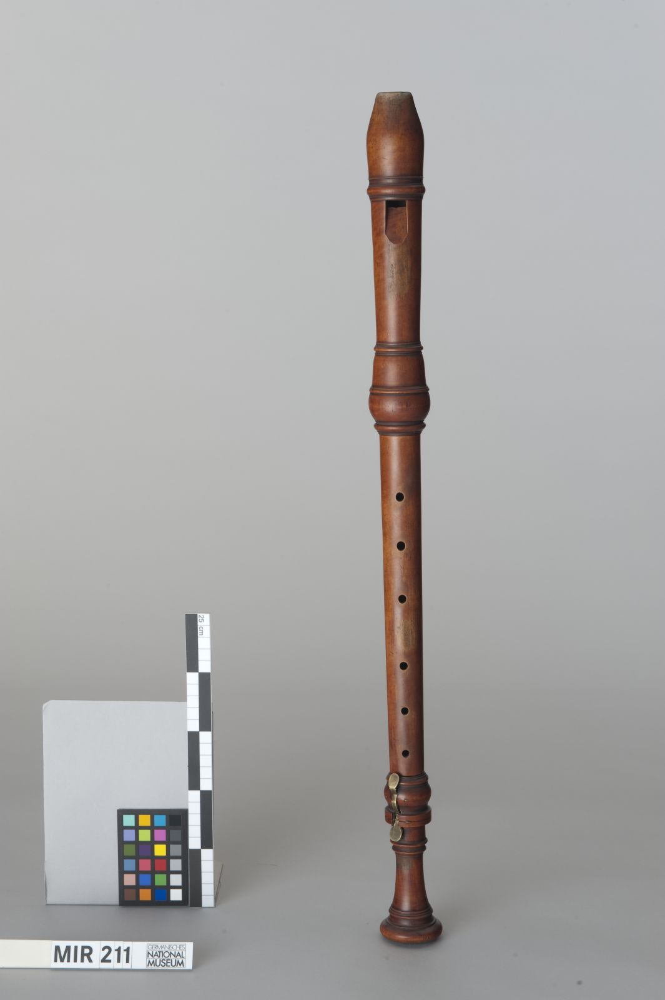 25 cm
MIR 211
GERMANISCHES
NATIONAL
MUSEUM